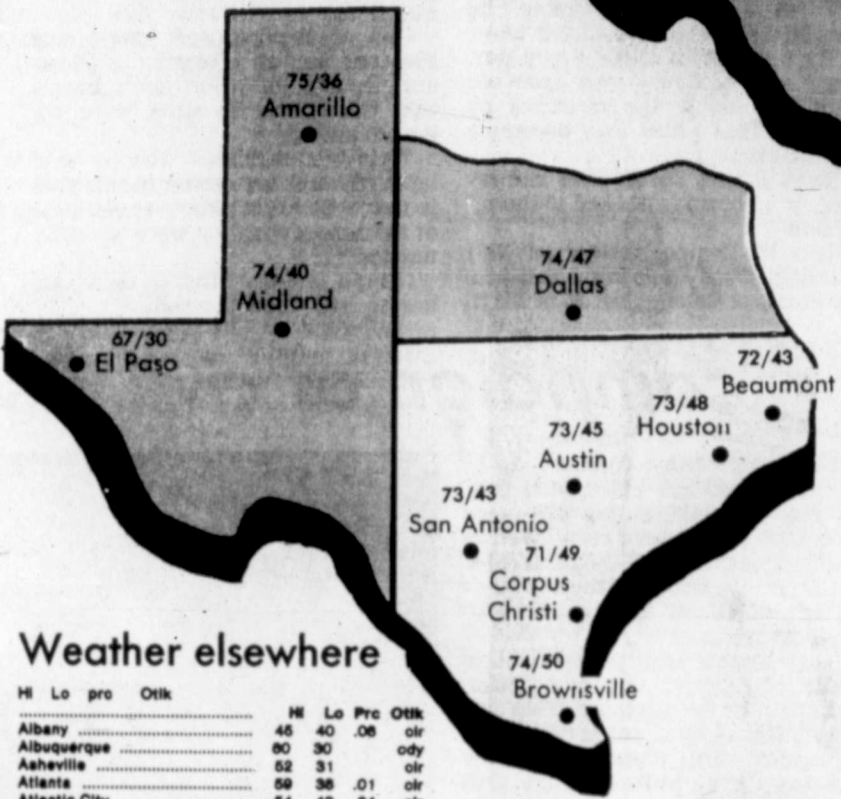 75/36
Amarillo
74/40
Midland
74/47
Dallas
67/30
El Paso
72/43
Beaumont
73/48
Houston
73/45
Austin
73/43
San Antonio
71/49
Corpus
Christi
74/50
Brownsville
Weather elsewhere
Hi Lo prc Otlk
Hi Lo Prc Otlk
Albany 45 40 .08 clr
Albuquerque 60 30 cdy
Asheville 52 31 clr
Atlanta 59 38 .01 clr
Atlantic City